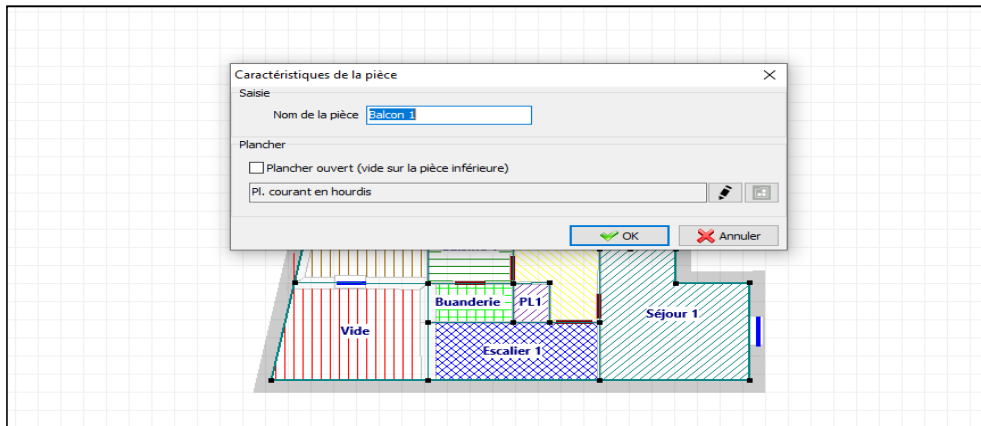 Caractéristiques de la pièce
Saisie
Nom de la pièce Balcon 1
Plancher
Plancher ouvert (vide sur la pièce inférieure)
Pl. courant en hourdis
OK Annuler
Buanderie PL1
Séjour 1
Vide
Escalier 1